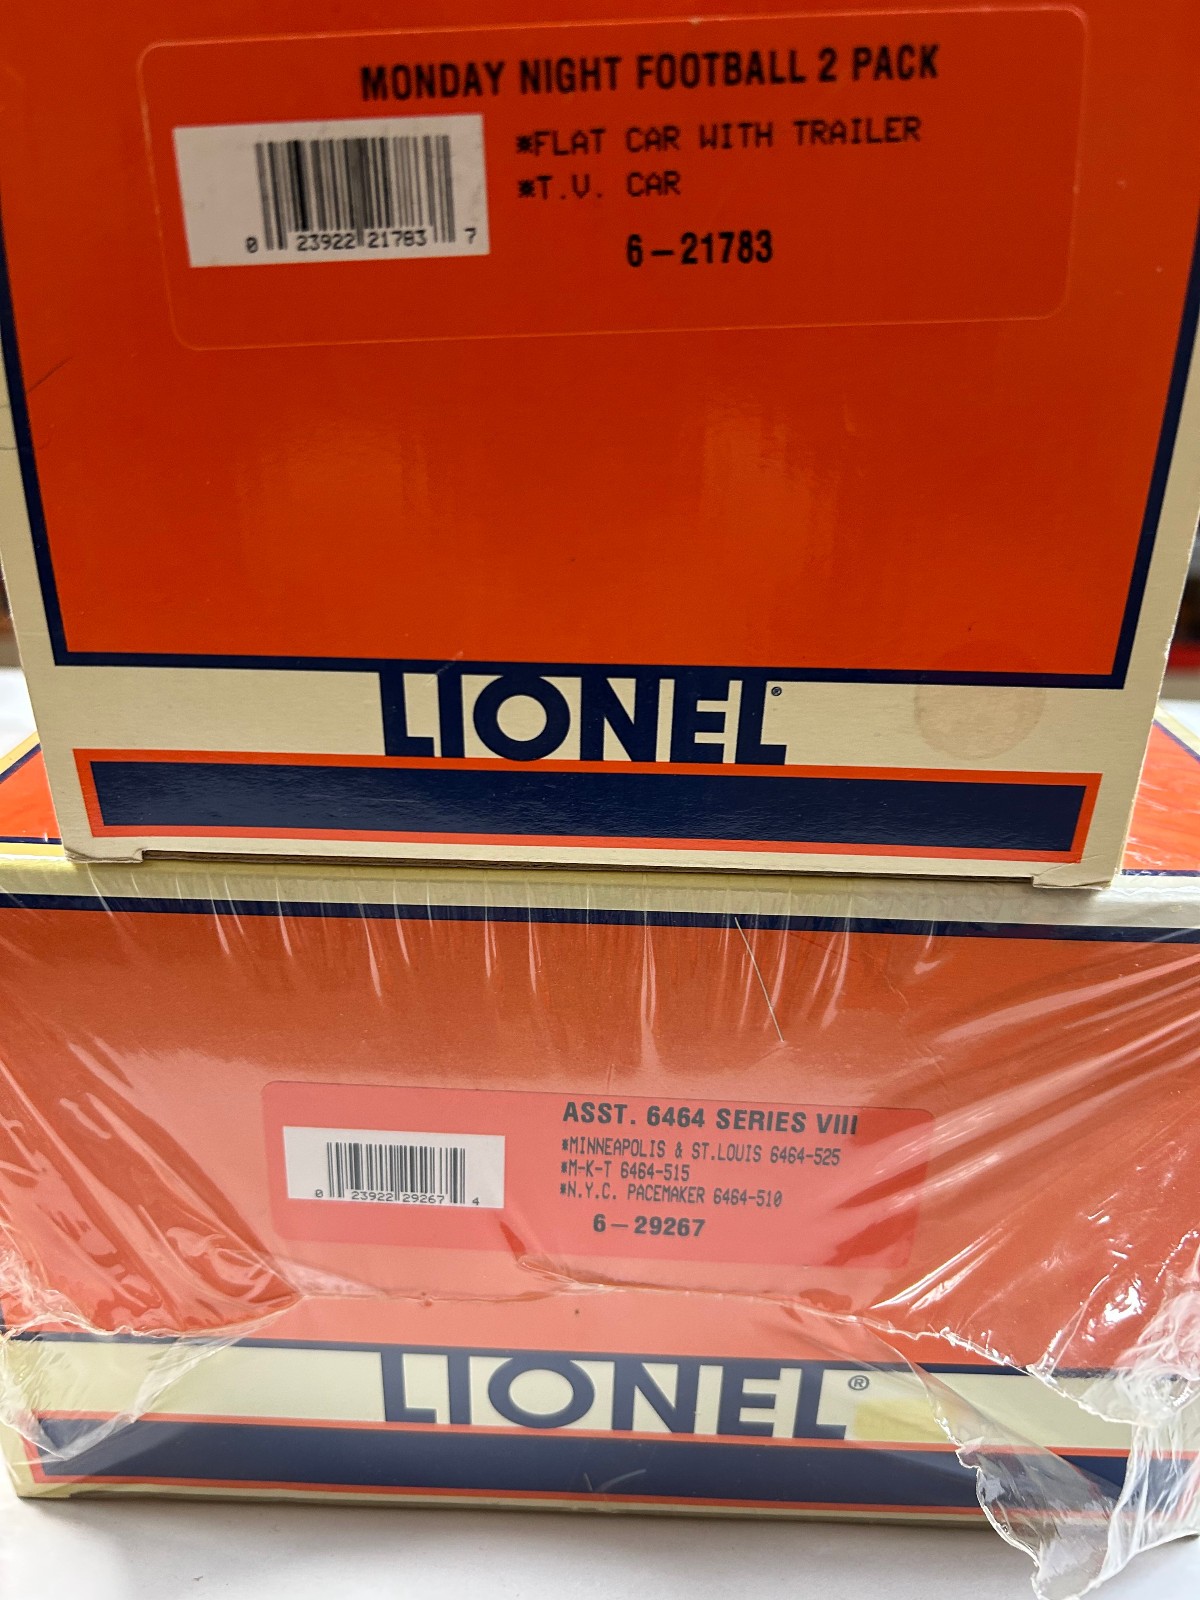 MONDAY NIGHT FOOTBALL 2 PACK
*FLAT CAR WITH TRAILER
*T.V. CAR
0 23922 21783 7
6-21783
LIONEL®
ASST. 6464 SERIES VIII
*MINNEAPOLIS & ST.LOUIS 6464-525
*M-K-T 6464-515
*N.Y.C. PACEMAKER 6464-510
0 23922 29267 4
6-29267
LIONEL®